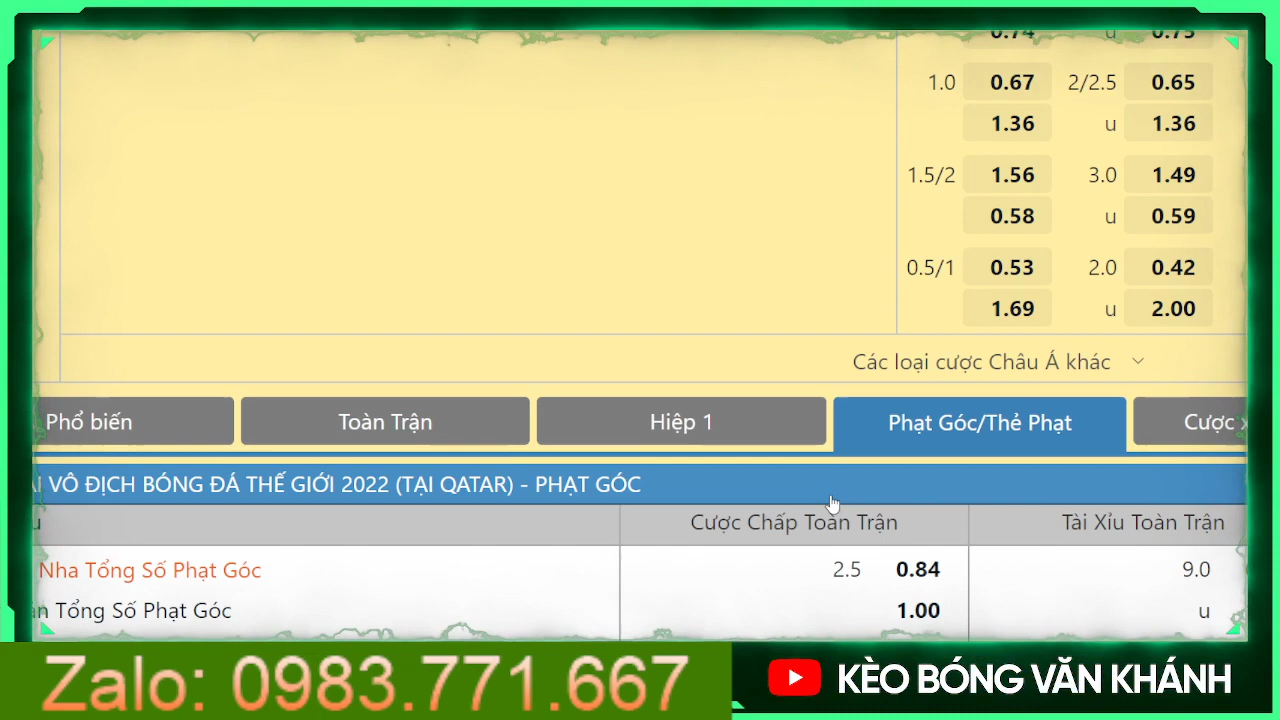 0.74 u 0.75
1.0 0.67 2/2.5 0.65
1.36 u 1.36
1.5/2 1.56 3.0 1.49
0.58 u 0.59
0.5/1 0.53 2.0 0.42
1.69 u 2.00
Các loại cược Châu Á khác
Phổ biến Toàn Trận Hiệp 1 Phạt Góc/Thẻ Phạt Cược
VÔ ĐỊCH BÓNG ĐÁ THẾ GIỚI 2022 (TẠI QATAR) - PHẠT GÓC
Cược Chấp Toàn Trận Tài Xỉu Toàn Trận
Nha Tổng Số Phạt Góc 2.5 0.84 9.0
Tổng Số Phạt Góc 1.00 u
Zalo: 0983.771.667
KÈO BÓNG VĂN KHÁNH